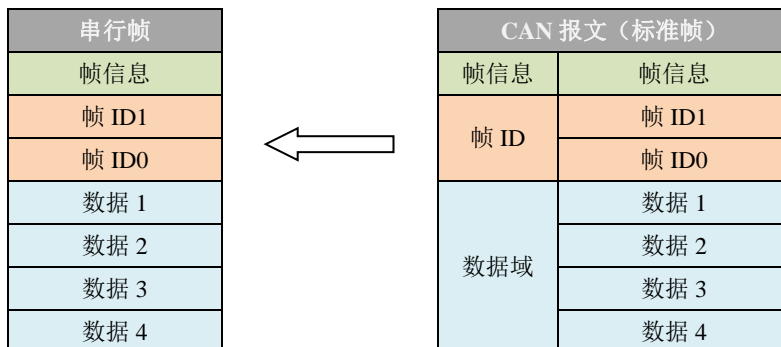 串行帧
帧信息
帧 ID1
帧 ID0
数据 1
数据 2
数据 3
数据 4
CAN 报文（标准帧）
帧信息 帧信息
帧 ID
帧 ID1
帧 ID0
数据域
数据 1
数据 2
数据 3
数据 4